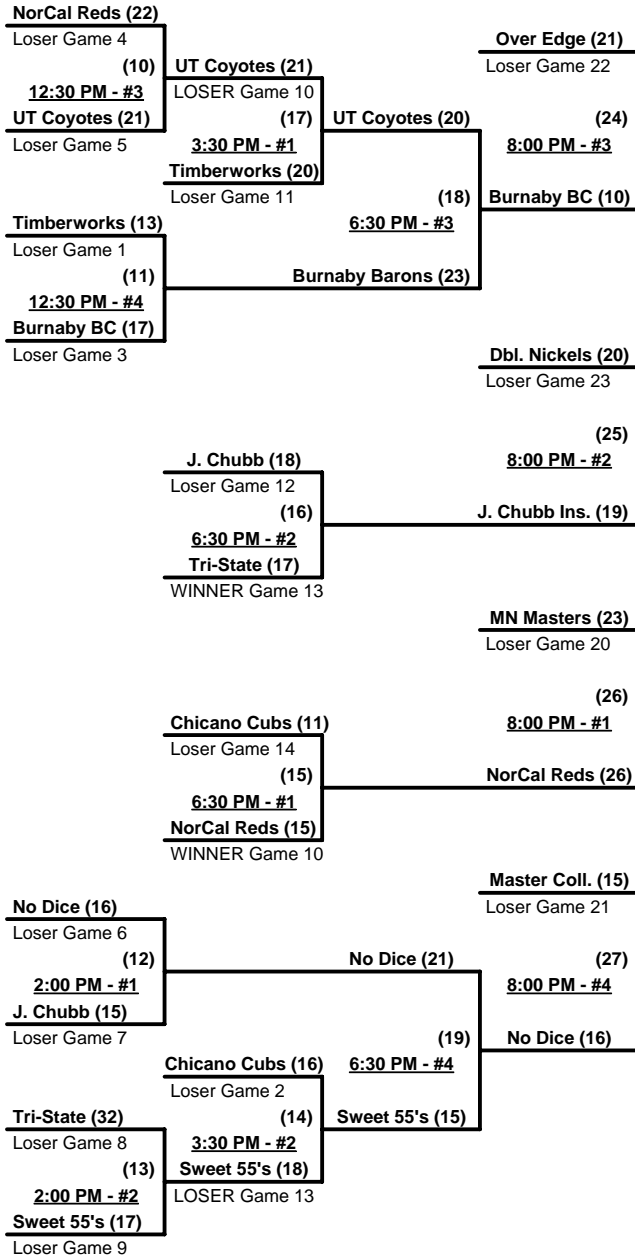 NorCal Reds (22)
Loser Game 4
Over Edge (21)
Loser Game 22
(10)
UT Coyotes (21)
12:30 PM - #3
LOSER Game 10
UT Coyotes (21)
(17)
UT Coyotes (20)
(24)
Loser Game 5
3:30 PM - #1
8:00 PM - #3
Timberworks (20)
Loser Game 11
(18)
Burnaby BC (10)
Timberworks (13)
6:30 PM - #3
Loser Game 1
(11)
Burnaby Barons (23)
12:30 PM - #4
Burnaby BC (17)
Loser Game 3
Dbl. Nickels (20)
Loser Game 23
(25)
J. Chubb (18)
8:00 PM - #2
Loser Game 12
(16)
J. Chubb Ins. (19)
6:30 PM - #2
Tri-State (17)
WINNER Game 13
MN Masters (23)
Loser Game 20
(26)
Chicano Cubs (11)
8:00 PM - #1
Loser Game 14
(15)
NorCal Reds (26)
6:30 PM - #1
NorCal Reds (15)
WINNER Game 10
Master Coll. (15)
No Dice (16)
Loser Game 21
Loser Game 6
(12)
No Dice (21)
(27)
2:00 PM - #1
8:00 PM - #4
J. Chubb (15)
Loser Game 7
(19)
No Dice (16)
Chicano Cubs (16)
6:30 PM - #4
Loser Game 2
Tri-State (32)
(14)
Sweet 55's (15)
Loser Game 8
3:30 PM - #2
(13)
Sweet 55's (18)
2:00 PM - #2
LOSER Game 13
Sweet 55's (17)
Loser Game 9